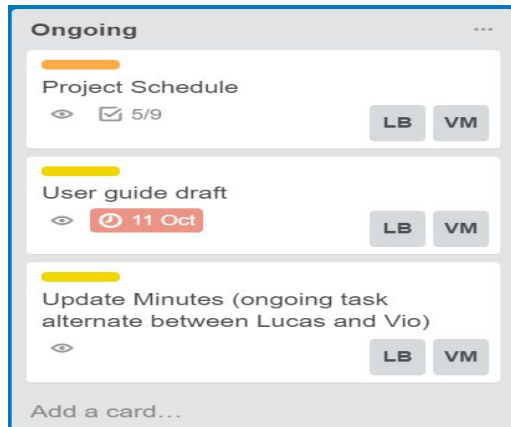 Ongoing ...
Project Schedule
5/9
LB VM
User guide draft
11 Oct
LB VM
Update Minutes (ongoing task
alternate between Lucas and Vio)
LB VM
Add a card...